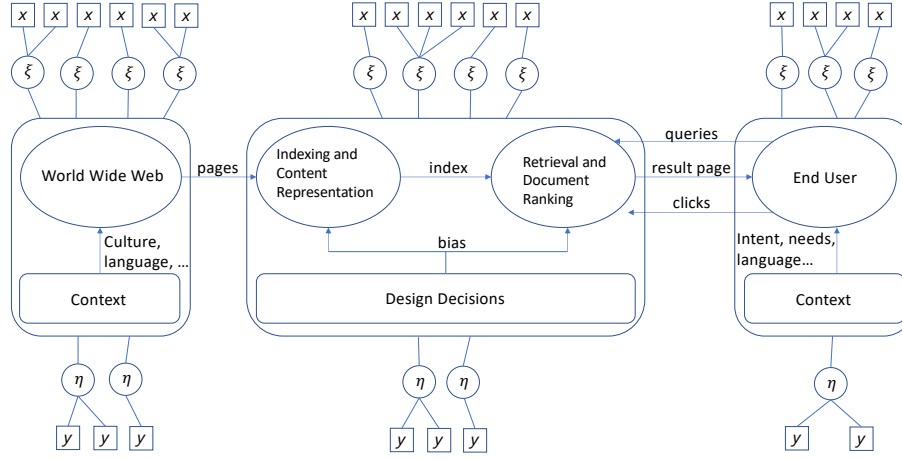 x x x x x
x x x x x
x x x
ξ ξ ξ ξ
ξ ξ ξ ξ
ξ ξ ξ
World Wide Web
pages
Indexing and
Content
Representation
index
Retrieval and
Document
Ranking
queries
result page
clicks
End User
Culture,
language, ...
bias
Intent, needs,
language...
Context
Design Decisions
Context
η η
η η
η
y y y
y y y
y y